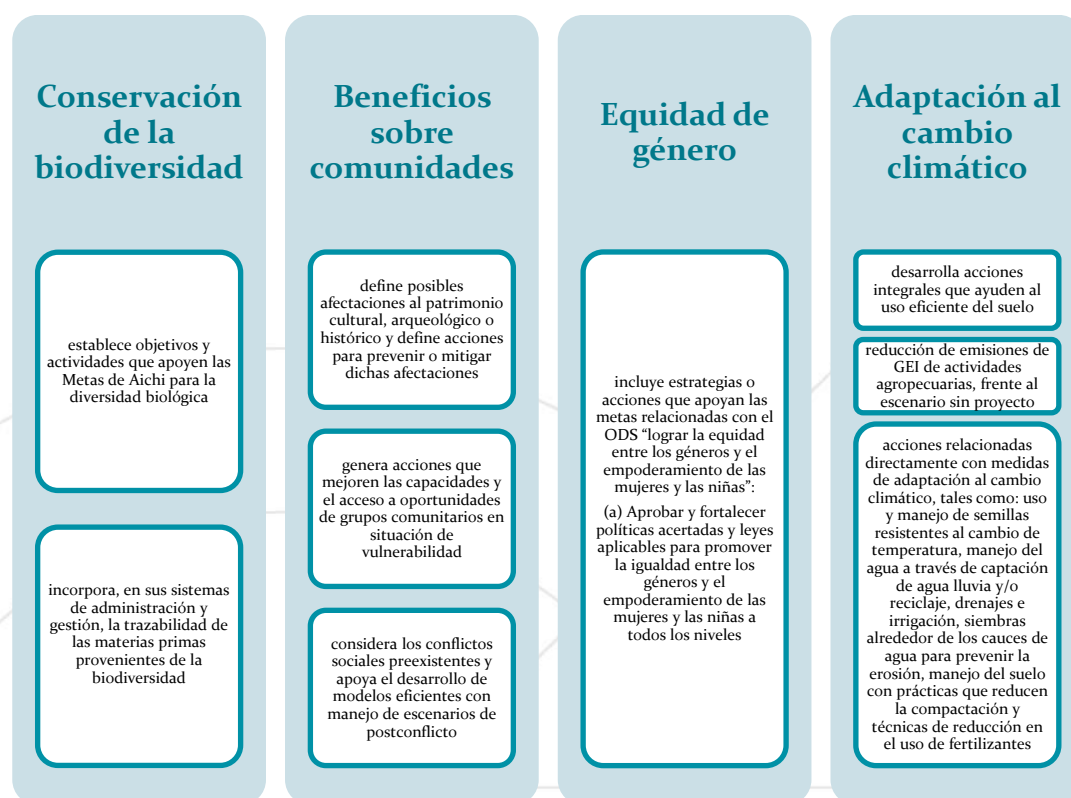 Conservación
de la
biodiversidad
establece objetivos y
actividades que apoyen las
Metas de Aichi para la
diversidad biológica
incorpora, en sus sistemas
de administración y
gestión, la trazabilidad de
las materias primas
provenientes de la
biodiversidad
Beneficios
sobre
comunidades
define posibles
afectaciones al patrimonio
cultural, arqueológico o
histórico y define acciones
para prevenir o mitigar
dichas afectaciones
genera acciones que
mejoren las capacidades y
el acceso a oportunidades
de grupos comunitarios en
situación de
vulnerabilidad
considera los conflictos
sociales preexistentes y
apoya el desarrollo de
modelos eficientes con
manejo de escenarios de
postconflicto
Equidad de
género
incluye estrategias o
acciones que apoyan las
metas relacionadas con el
ODS “lograr la equidad
entre los géneros y el
empoderamiento de las
mujeres y las niñas”:
(a) Aprobar y fortalecer
políticas acertadas y leyes
aplicables para promover
la igualdad entre los
géneros y el
empoderamiento de las
mujeres y las niñas a
todos los niveles
Adaptación al
cambio
climático
desarrolla acciones
integrales que ayuden al
uso eficiente del suelo
reducción de emisiones de
GEI de actividades
agropecuarias, frente al
escenario sin proyecto
acciones relacionadas
directamente con medidas
de adaptación al cambio
climático, tales como: uso
y manejo de semillas
resistentes al cambio de
temperatura, manejo del
agua a través de captación
de agua lluvia y/o
reciclaje, drenajes e
irrigación, siembras
alrededor de los cauces de
agua para prevenir la
erosión, manejo del suelo
con prácticas que reducen
la compactación y
técnicas de reducción en
el uso de fertilizantes